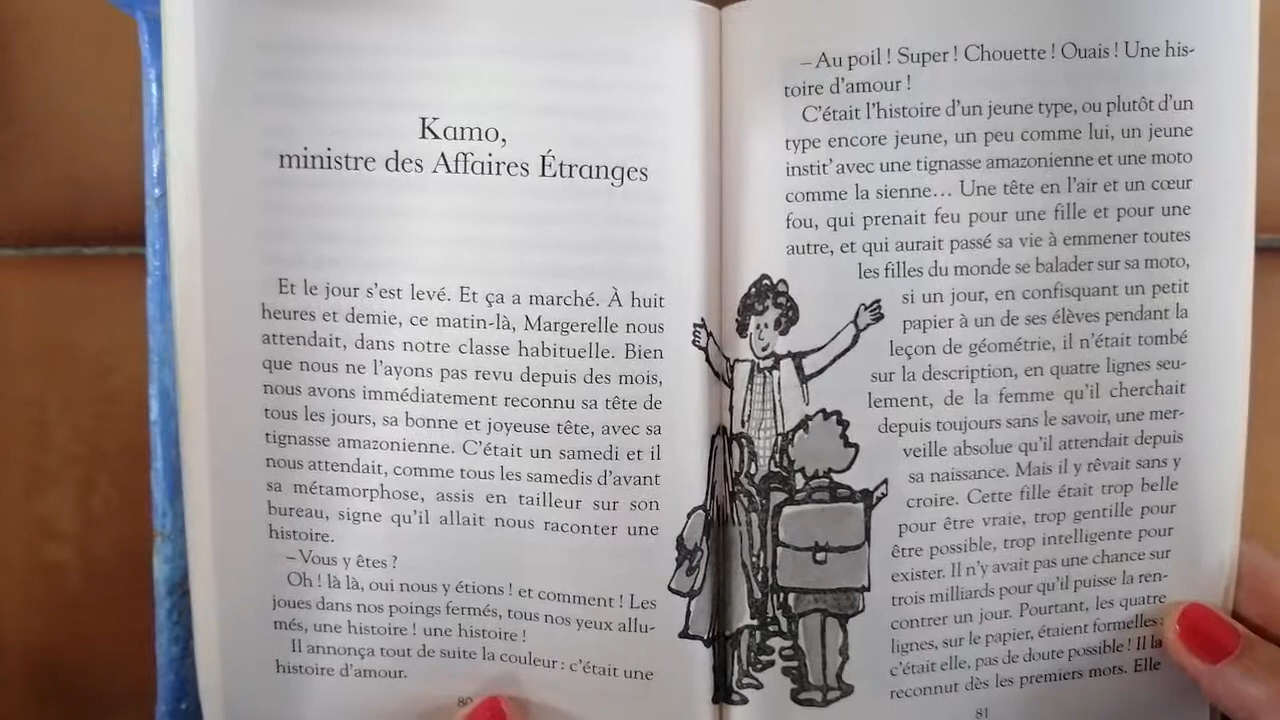 Kamo,
ministre des Affaires Étranges
Et le jour s'est levé. Et ça a marché. À huit
heures et demie, ce matin-là, Margerelle nous
attendait, dans notre classe habituelle. Bien
que nous ne l'ayons pas revu depuis des mois,
nous avons immédiatement reconnu sa tête de
tous les jours, sa bonne et joyeuse tête, avec sa
tignasse amazonienne. C'était un samedi et il
nous attendait, comme tous les samedis d'avant
sa métamorphose, assis en tailleur sur son
bureau, signe qu'il allait nous raconter une
histoire.
– Vous y êtes ?
Oh ! là là, oui nous y étions ! et comment ! Les
joues dans nos poings fermés, tous nos yeux allu-
més, une histoire ! une histoire !
Il annonça tout de suite la couleur : c'était une
histoire d'amour.
80
– Au poil ! Super ! Chouette ! Ouais ! Une his-
toire d'amour !
C'était l'histoire d'un jeune type, ou plutôt d'un
type encore jeune, un peu comme lui, un jeune
instit' avec une tignasse amazonienne et une moto
comme la sienne… Une tête en l'air et un cœur
fou, qui prenait feu pour une fille et pour une
autre, et qui aurait passé sa vie à emmener toutes
les filles du monde se balader sur sa moto,
si un jour, en confisquant un petit
papier à un de ses élèves pendant la
leçon de géométrie, il n'était tombé
sur la description, en quatre lignes seu-
lement, de la femme qu'il cherchait
depuis toujours sans le savoir, une mer-
veille absolue qu'il attendait depuis
sa naissance. Mais il y rêvait sans y
croire. Cette fille était trop belle
pour être vraie, trop gentille pour
être possible, trop intelligente pour
exister. Il n'y avait pas une chance sur
trois milliards pour qu'il puisse la ren-
contrer un jour. Pourtant, les quatre
lignes, sur le papier, étaient formelles :
c'était elle, pas de doute possible ! Il la
reconnut dès les premiers mots. Elle
81